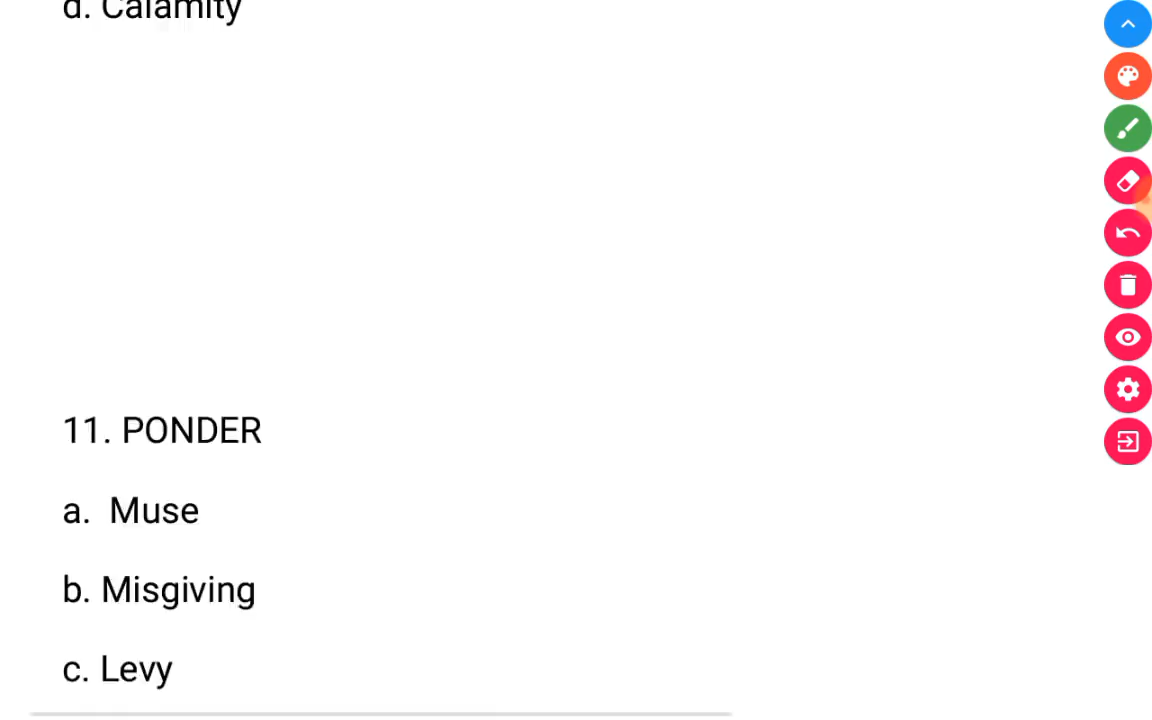 d. Calamity
11. PONDER
a. Muse
b. Misgiving
c. Levy